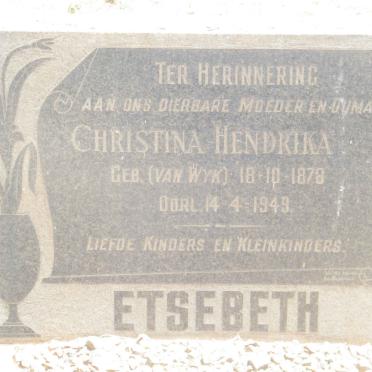 TER HERINNERING
AAN ONS DIERBARE MOEDER EN OUMA
CHRISTINA HENDRIKA
GEB. (VAN WYK) 18-10-1878
OORL. 14-4-1949.
LIEFDE KINDERS EN KLEINKINDERS.
ETSEBETH